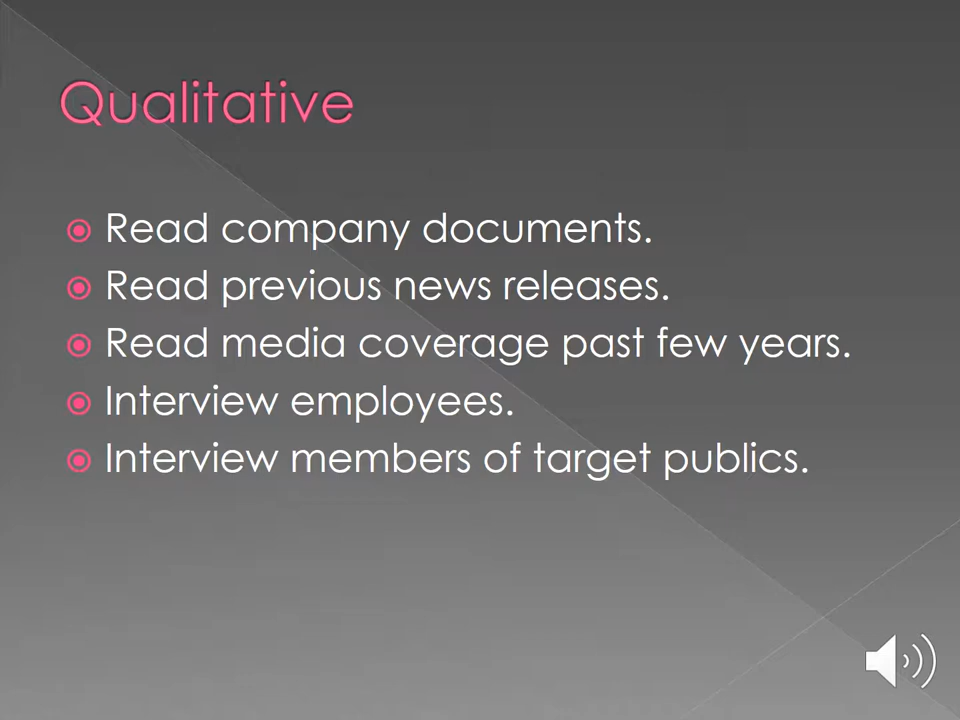 Qualitative
Read company documents.
Read previous news releases.
Read media coverage past few years.
Interview employees.
Interview members of target publics.